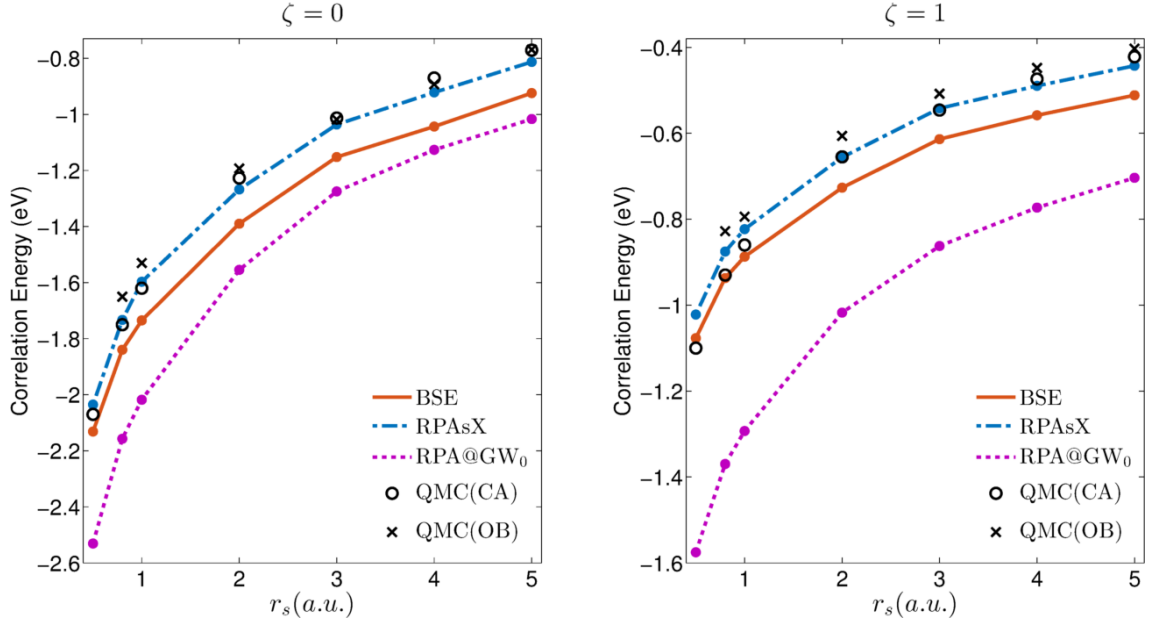 ζ = 0
Correlation Energy (eV)
−0.8
−1
−1.2
−1.4
−1.6
−1.8
−2
−2.2
−2.4
−2.6
BSE
RPAsX
RPA@GW₀
QMC(CA)
QMC(OB)
1 2 3 4 5
r_s(a.u.)
ζ = 1
Correlation Energy (eV)
−0.4
−0.6
−0.8
−1
−1.2
−1.4
−1.6
BSE
RPAsX
RPA@GW₀
QMC(CA)
QMC(OB)
1 2 3 4 5
r_s(a.u.)